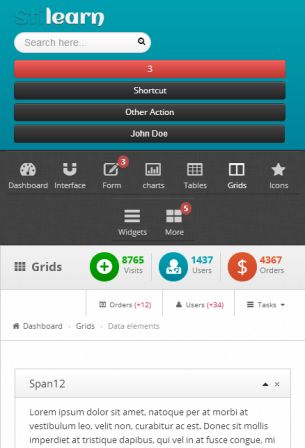 stilearn
Search here...
3
Shortcut
Other Action
John Doe
3
Dashboard Interface Form charts Tables Grids Icons
5
Widgets More
Grids
8765 Visits
1437 Users
4367 Orders
Orders (+12) Users (+34) Tasks
Dashboard › Grids › Data elements
Span12
Lorem ipsum dolor sit amet, natoque per at morbi at
vestibulum leo, velit non, curabitur ac est. Donec sit mollis
imperdiet at tristique dapibus, qui vel in at fusce congue, mi